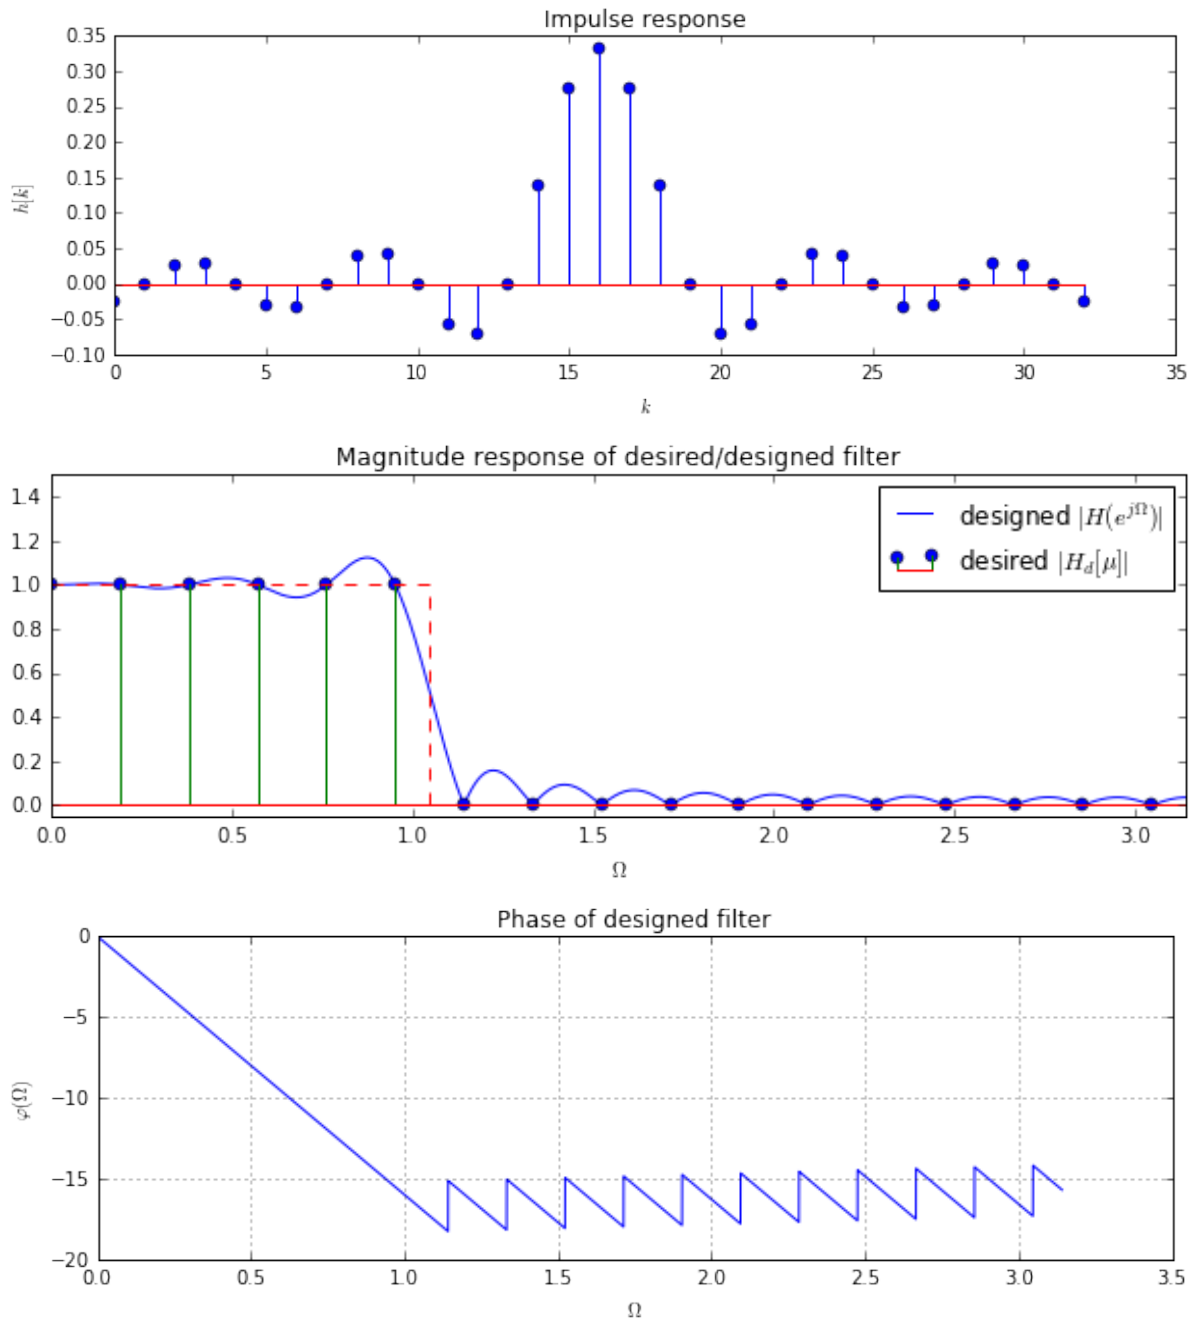 Impulse response
0.35
0.30
0.25
0.20
0.15
0.10
0.05
0.00
−0.05
−0.10
h[k]
0 5 10 15 20 25 30 35
k
Magnitude response of desired/designed filter
1.4
1.2
1.0
0.8
0.6
0.4
0.2
0.0
designed |H(e^{jΩ})|
desired |H_d[μ]|
0.0 0.5 1.0 1.5 2.0 2.5 3.0
Ω
Phase of designed filter
0
−5
−10
−15
−20
φ(Ω)
0.0 0.5 1.0 1.5 2.0 2.5 3.0 3.5
Ω